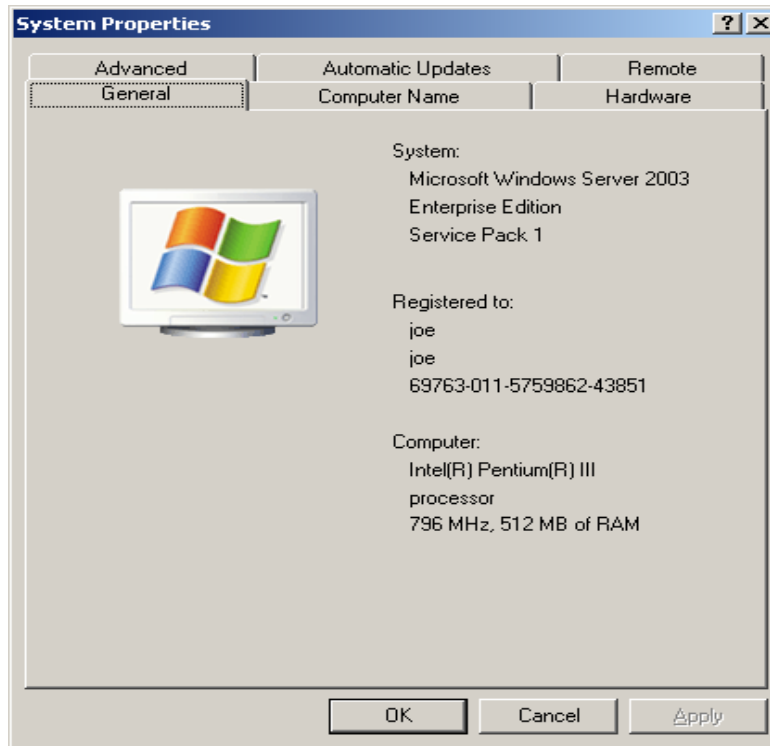 System Properties
Advanced
Automatic Updates
Remote
General
Computer Name
Hardware
System:
Microsoft Windows Server 2003
Enterprise Edition
Service Pack 1
Registered to:
joe
joe
69763-011-5759862-43851
Computer:
Intel(R) Pentium(R) III
processor
796 MHz, 512 MB of RAM
OK
Cancel
Apply